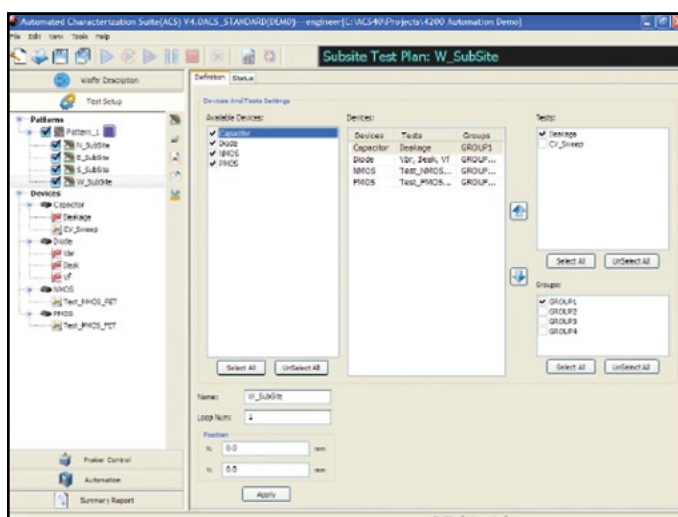 Automated Characterization Suite(ACS) V4.0ACS_STANDARD(DEMO)---engineer[C:\ACS40\Projects\4200 Automation Demo]
File Edit View Tools Help
Subsite Test Plan: W_SubSite
Wafer Description
Test Setup
Patterns
Pattern_1
N_SubSite
E_SubSite
S_SubSite
W_SubSite
Devices
Capacitor
Ileakage
CV_Sweep
Diode
Vbr
Ileak
Vf
NMOS
Test_NMOS_FET
PMOS
Test_PMOS_FET
Prober Control
Automation
Summary Report
Definition Status
Devices And Tests Settings
Available Devices:
Capacitor
Diode
NMOS
PMOS
Select All UnSelect All
Devices:
Devices Tests Groups
Capacitor Ileakage GROUP1
Diode Vbr, Ileak, Vf GROUP...
NMOS Test_NMOS... GROUP...
PMOS Test_PMOS... GROUP...
Tests:
Ileakage
CV_Sweep
Select All UnSelect All
Groups:
GROUP1
GROUP2
GROUP3
GROUP4
Select All UnSelect All
Name: W_SubSite
Loop Num: 1
Position
X: 0.0 mm
Y: 0.0 mm
Apply